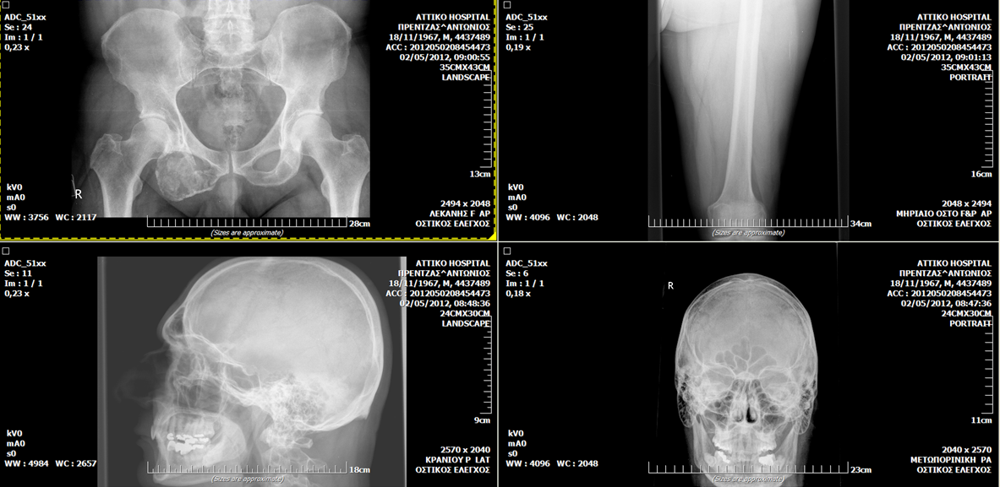 ADC_51xx
Se : 24
Im : 1 / 1
0,23 x
ATTIKO HOSPITAL
ΠΡΕΝΤΖΑΣ^ΑΝΤΩΝΙΟΣ
18/11/1967, M, 4437489
ACC : 2012050208454473
02/05/2012, 09:00:55
35CMX43CM
LANDSCAPE
13cm
R
kV0
mA0
s0
WW : 3756 WC : 2117
2494 x 2048
ΛΕΚΑΝΗΣ F AP
ΟΣΤΙΚΟΣ ΕΛΕΓΧΟΣ
28cm
(Sizes are approximate)
ADC_51xx
Se : 25
Im : 1 / 1
0,19 x
ATTIKO HOSPITAL
ΠΡΕΝΤΖΑΣ^ΑΝΤΩΝΙΟΣ
18/11/1967, M, 4437489
ACC : 2012050208454473
02/05/2012, 09:01:13
35CMX43CM
PORTRAIT
16cm
kV0
mA0
s0
WW : 4096 WC : 2048
2048 x 2494
ΜΗΡΙΑΙΟ ΟΣΤΟ F&P AP
ΟΣΤΙΚΟΣ ΕΛΕΓΧΟΣ
34cm
(Sizes are approximate)
ADC_51xx
Se : 11
Im : 1 / 1
0,23 x
ATTIKO HOSPITAL
ΠΡΕΝΤΖΑΣ^ΑΝΤΩΝΙΟΣ
18/11/1967, M, 4437489
ACC : 2012050208454473
02/05/2012, 08:48:36
24CMX30CM
LANDSCAPE
9cm
kV0
mA0
s0
WW : 4984 WC : 2657
2570 x 2040
ΚΡΑΝΙΟΥ P LAT
ΟΣΤΙΚΟΣ ΕΛΕΓΧΟΣ
18cm
(Sizes are approximate)
ADC_51xx
Se : 6
Im : 1 / 1
0,18 x
R
ATTIKO HOSPITAL
ΠΡΕΝΤΖΑΣ^ΑΝΤΩΝΙΟΣ
18/11/1967, M, 4437489
ACC : 2012050208454473
02/05/2012, 08:47:36
24CMX30CM
PORTRAIT
11cm
kV0
mA0
s0
WW : 4096 WC : 2048
2040 x 2570
ΜΕΤΩΠΟΡΙΝΙΚΗ PA
ΟΣΤΙΚΟΣ ΕΛΕΓΧΟΣ
23cm
(Sizes are approximate)